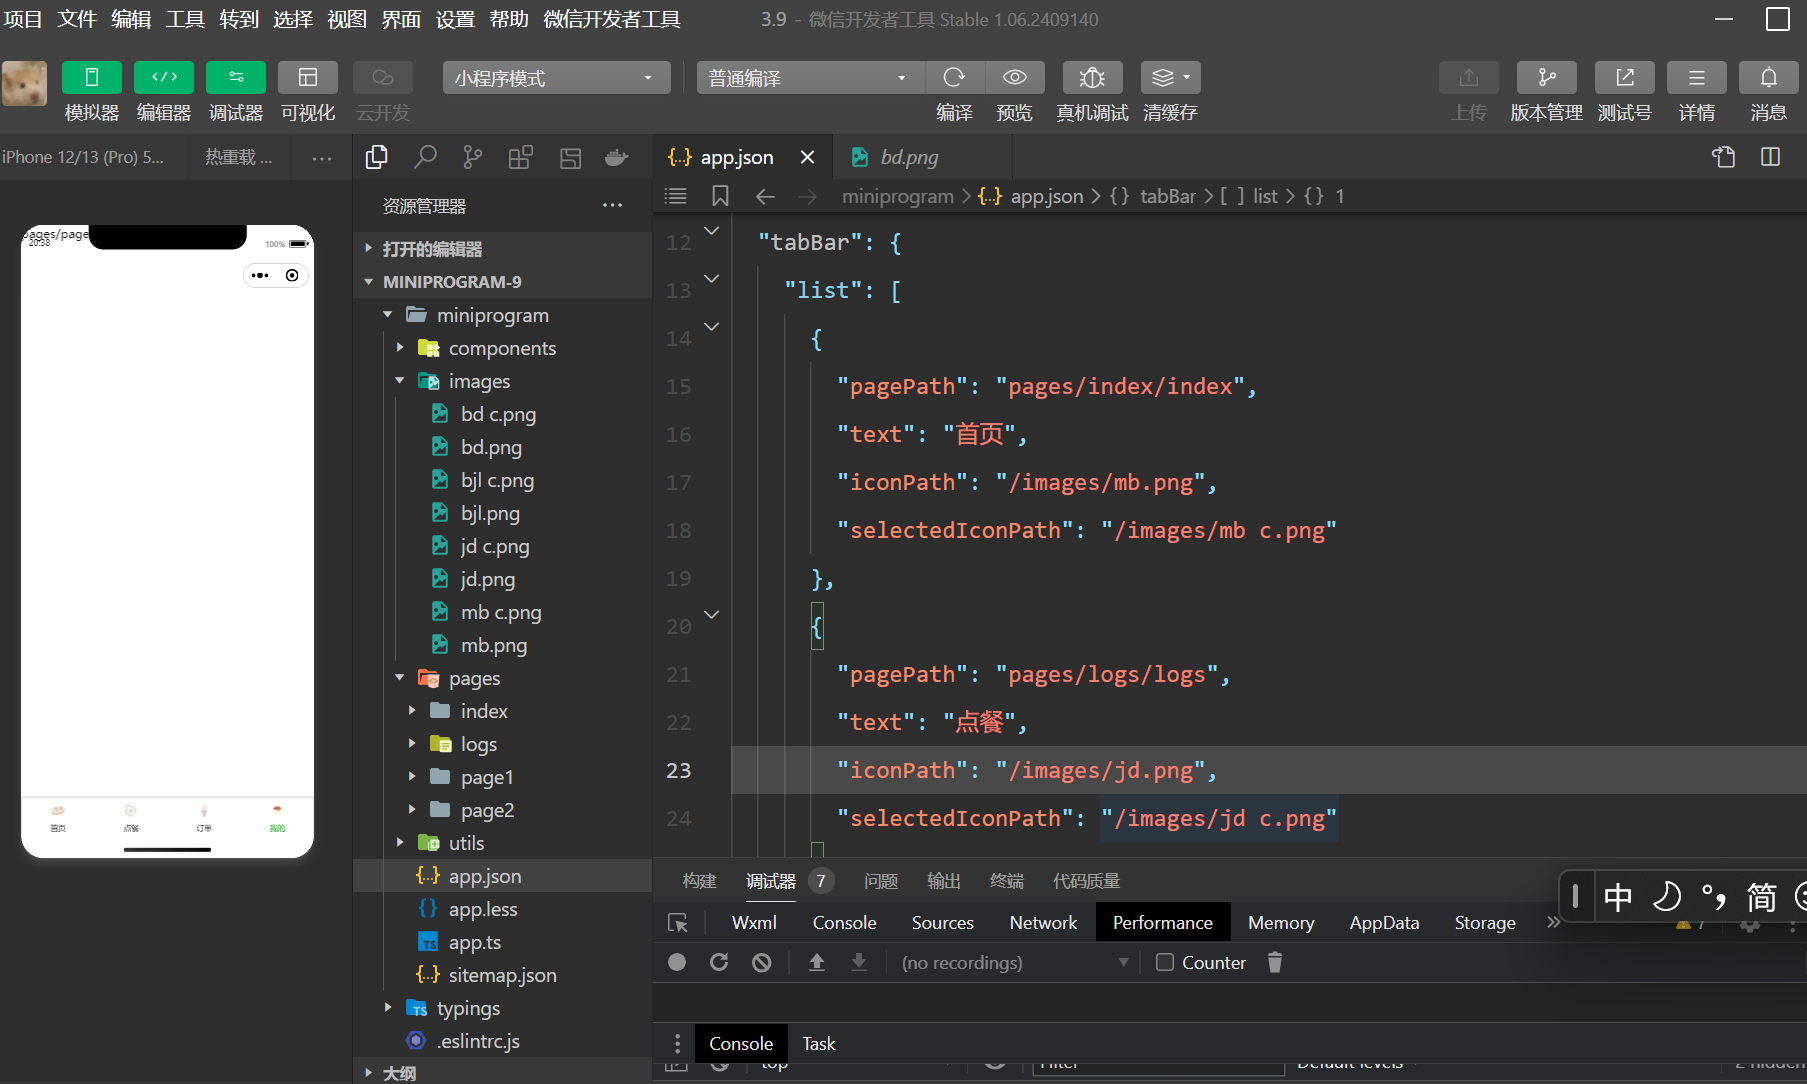 项目 文件 编辑 工具 转到 选择 视图 界面 设置 帮助 微信开发者工具 3.9 - 微信开发者工具 Stable 1.06.2409140
小程序模式 普通编译
模拟器 编辑器 调试器 可视化 云开发 编译 预览 真机调试 清缓存 上传 版本管理 测试号 详情 消息
iPhone 12/13 (Pro) 5... 热重载 ...
app.json bd.png
资源管理器
miniprogram > app.json > {} tabBar > [ ] list > {} 1
打开的编辑器
MINIPROGRAM-9
miniprogram
components
images
bd c.png
bd.png
bjl c.png
bjl.png
jd c.png
jd.png
mb c.png
mb.png
pages
index
logs
page1
page2
utils
app.json
app.less
app.ts
sitemap.json
typings
.eslintrc.js
大纲
pages/page
20:38
100%
首页 点餐 订单 我的
12 "tabBar": {
13 "list": [
14 {
15 "pagePath": "pages/index/index",
16 "text": "首页",
17 "iconPath": "/images/mb.png",
18 "selectedIconPath": "/images/mb c.png"
19 },
20 {
21 "pagePath": "pages/logs/logs",
22 "text": "点餐",
23 "iconPath": "/images/jd.png",
24 "selectedIconPath": "/images/jd c.png"
构建 调试器 7 问题 输出 终端 代码质量
中 简
Wxml Console Sources Network Performance Memory AppData Storage
(no recordings) Counter
Console Task
top Filter Default levels 2 hidden